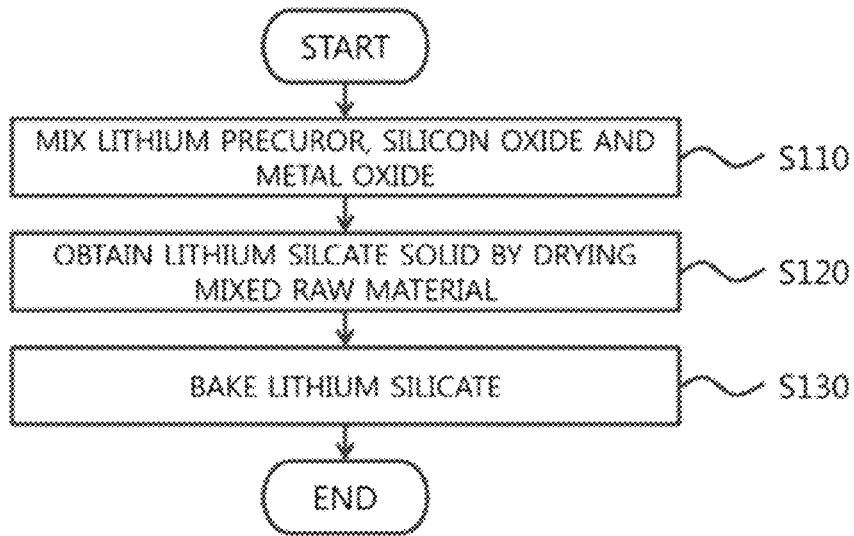 START
MIX LITHIUM PRECUROR, SILICON OXIDE AND
METAL OXIDE
S110
OBTAIN LITHIUM SILCATE SOLID BY DRYING
MIXED RAW MATERIAL
S120
BAKE LITHIUM SILICATE
S130
END